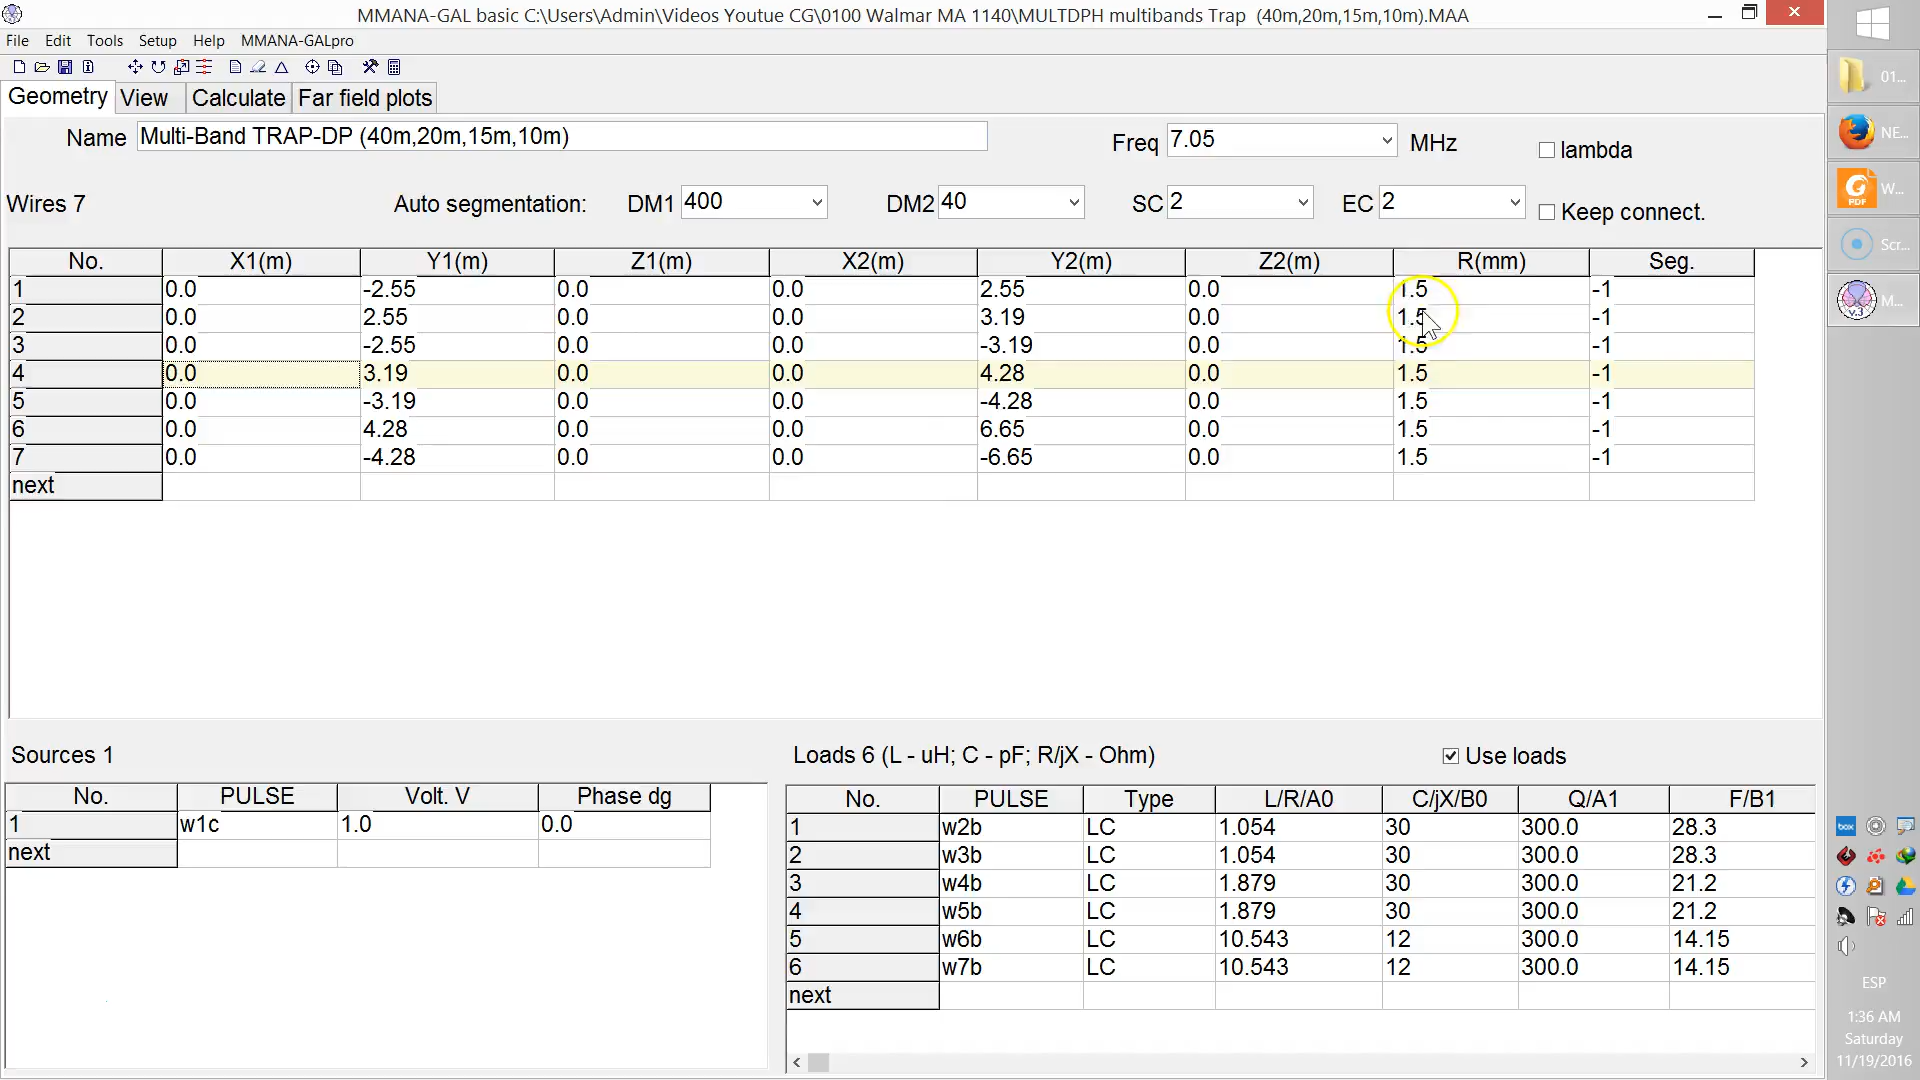 MMANA-GAL basic C:\Users\Admin\Videos Youtue CG\0100 Walmar MA 1140\MULTDPH multibands Trap (40m,20m,15m,10m).MAA
File Edit Tools Setup Help MMANA-GALpro
Geometry View Calculate Far field plots
Name Multi-Band TRAP-DP (40m,20m,15m,10m) Freq 7.05 MHz lambda
Wires 7 Auto segmentation: DM1 400 DM2 40 SC 2 EC 2 Keep connect.
No. X1(m) Y1(m) Z1(m) X2(m) Y2(m) Z2(m) R(mm) Seg.
1 0.0 -2.55 0.0 0.0 2.55 0.0 1.5 -1
2 0.0 2.55 0.0 0.0 3.19 0.0 1.5 -1
3 0.0 -2.55 0.0 0.0 -3.19 0.0 1.5 -1
4 0.0 3.19 0.0 0.0 4.28 0.0 1.5 -1
5 0.0 -3.19 0.0 0.0 -4.28 0.0 1.5 -1
6 0.0 4.28 0.0 0.0 6.65 0.0 1.5 -1
7 0.0 -4.28 0.0 0.0 -6.65 0.0 1.5 -1
next
Sources 1
No. PULSE Volt. V Phase dg
1 w1c 1.0 0.0
next
Loads 6 (L - uH; C - pF; R/jX - Ohm) Use loads
No. PULSE Type L/R/A0 C/jX/B0 Q/A1 F/B1
1 w2b LC 1.054 30 300.0 28.3
2 w3b LC 1.054 30 300.0 28.3
3 w4b LC 1.879 30 300.0 21.2
4 w5b LC 1.879 30 300.0 21.2
5 w6b LC 10.543 12 300.0 14.15
6 w7b LC 10.543 12 300.0 14.15
next
01...
NE...
PDF W...
Scr...
v.3 M...
box
ESP
1:36 AM
Saturday
11/19/2016